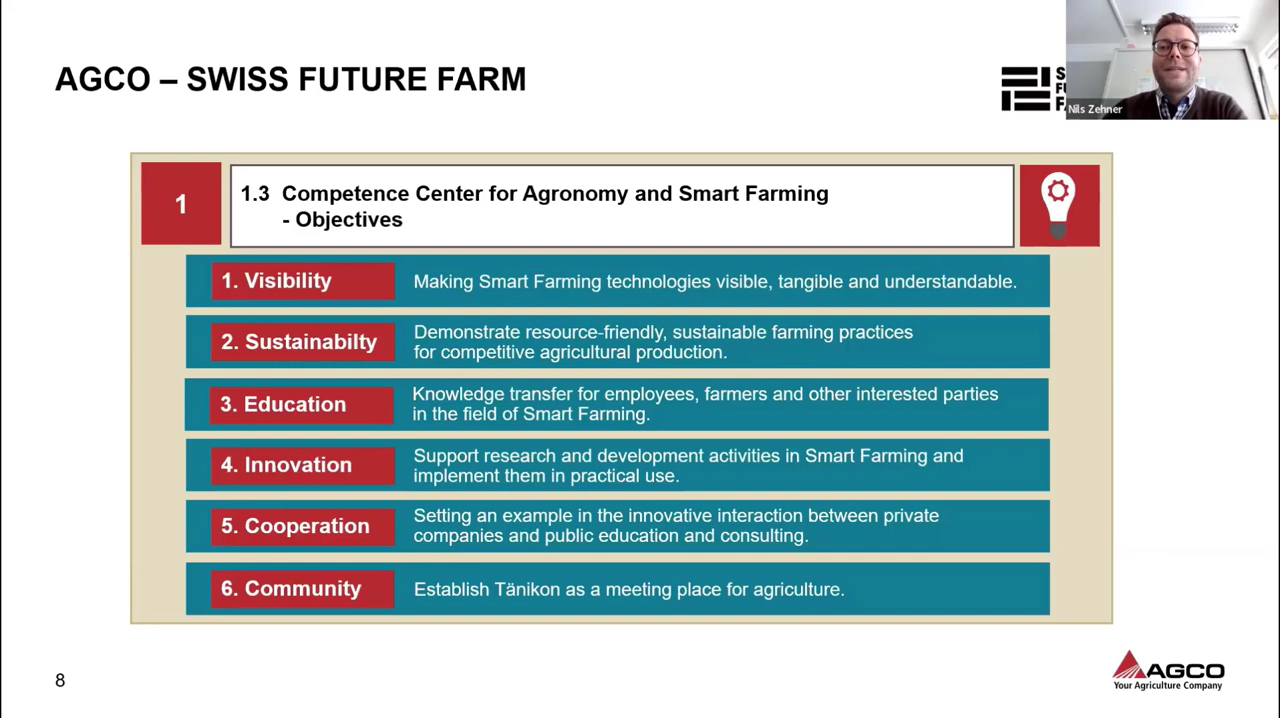 AGCO – SWISS FUTURE FARM
Nils Zehner
1
1.3 Competence Center for Agronomy and Smart Farming
- Objectives
1. Visibility
Making Smart Farming technologies visible, tangible and understandable.
2. Sustainabilty
Demonstrate resource-friendly, sustainable farming practices
for competitive agricultural production.
3. Education
Knowledge transfer for employees, farmers and other interested parties
in the field of Smart Farming.
4. Innovation
Support research and development activities in Smart Farming and
implement them in practical use.
5. Cooperation
Setting an example in the innovative interaction between private
companies and public education and consulting.
6. Community
Establish Tänikon as a meeting place for agriculture.
8
AGCO
Your Agriculture Company